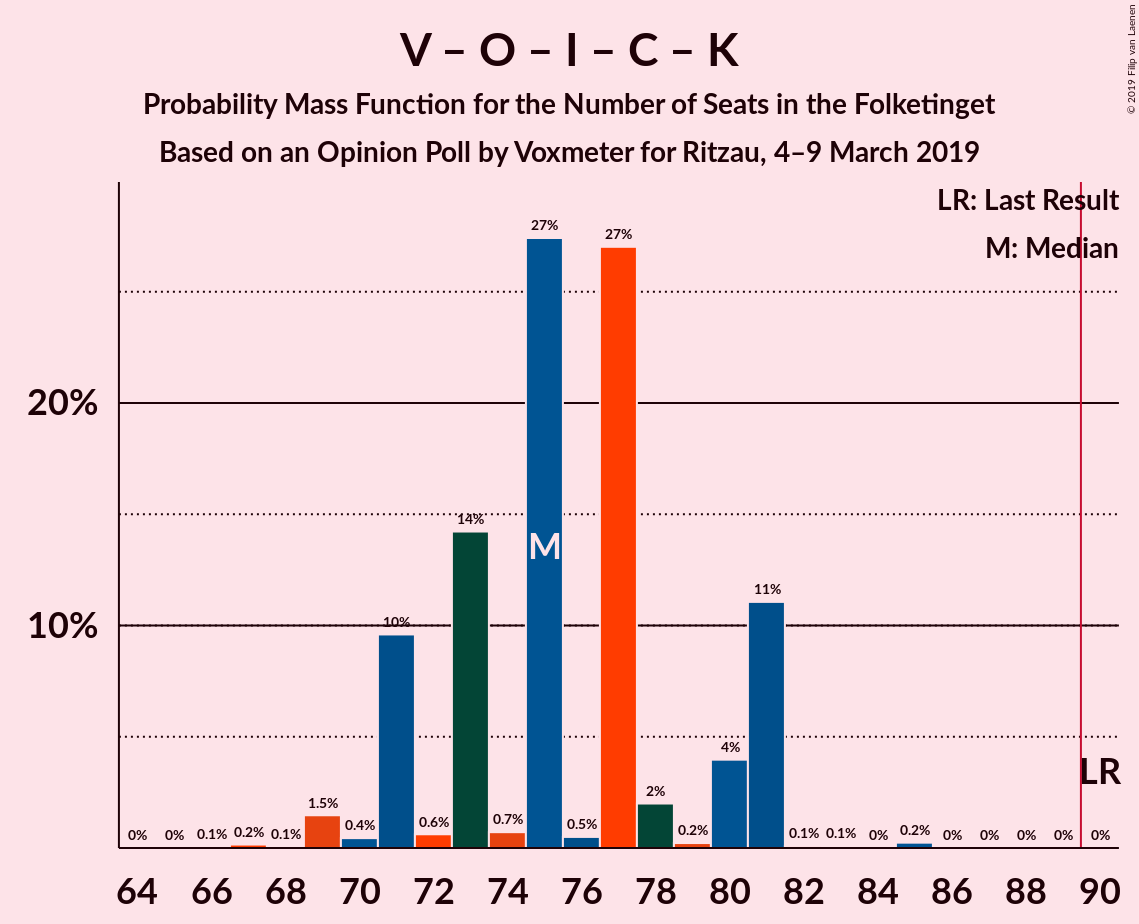 V – O – I – C – K
Probability Mass Function for the Number of Seats in the Folketinget
Based on an Opinion Poll by Voxmeter for Ritzau, 4–9 March 2019
© 2019 Filip van Laenen
LR: Last Result
M: Median
20%
10%
0% 0% 0.1% 0.2% 0.1% 1.5% 0.4% 10% 0.6% 14% 0.7% 27% 0.5% 27% 2% 0.2% 4% 11% 0.1% 0.1% 0% 0.2% 0% 0% 0% 0% 0%
M
LR
64 66 68 70 72 74 76 78 80 82 84 86 88 90